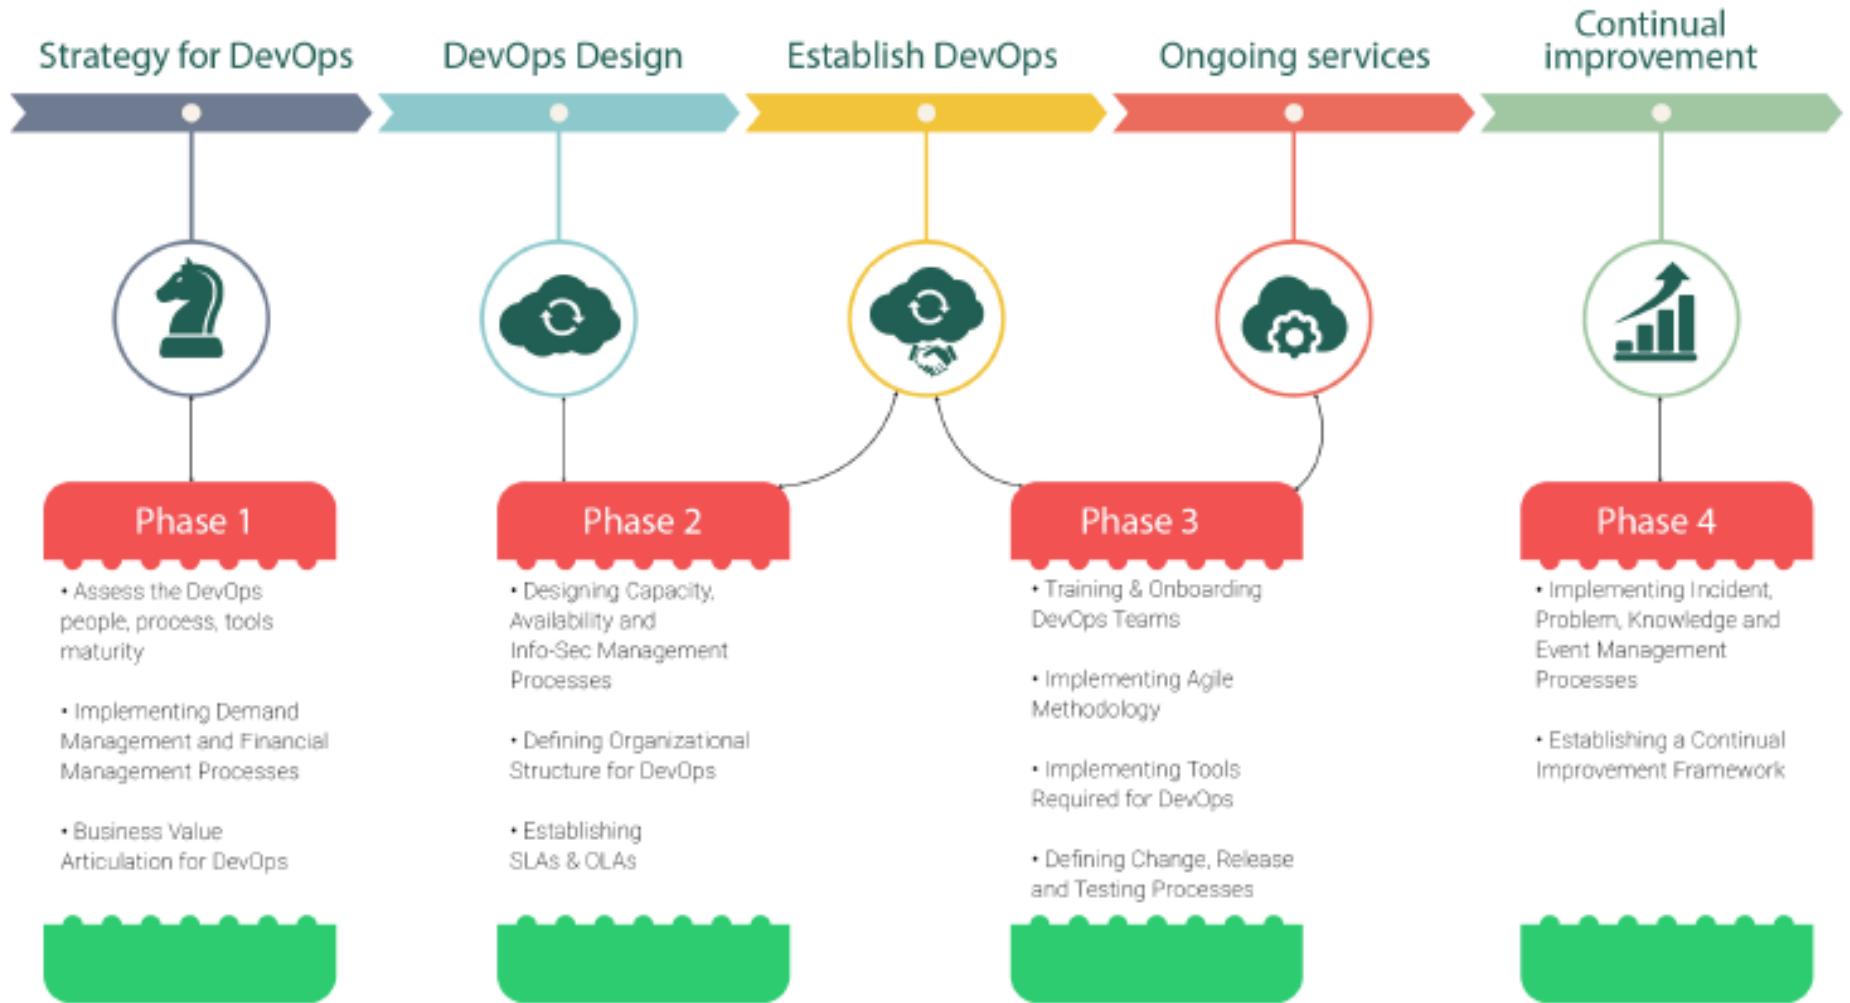 Strategy for DevOps
DevOps Design
Establish DevOps
Ongoing services
Continual
improvement
Phase 1
• Assess the DevOps
people, process, tools
maturity
• Implementing Demand
Management and Financial
Management Processes
• Business Value
Articulation for DevOps
Phase 2
• Designing Capacity,
Availability and
Info-Sec Management
Processes
• Defining Organizational
Structure for DevOps
• Establishing
SLAs & OLAs
Phase 3
• Training & Onboarding
DevOps Teams
• Implementing Agile
Methodology
• Implementing Tools
Required for DevOps
• Defining Change, Release
and Testing Processes
Phase 4
• Implementing Incident,
Problem, Knowledge and
Event Management
Processes
• Establishing a Continual
Improvement Framework